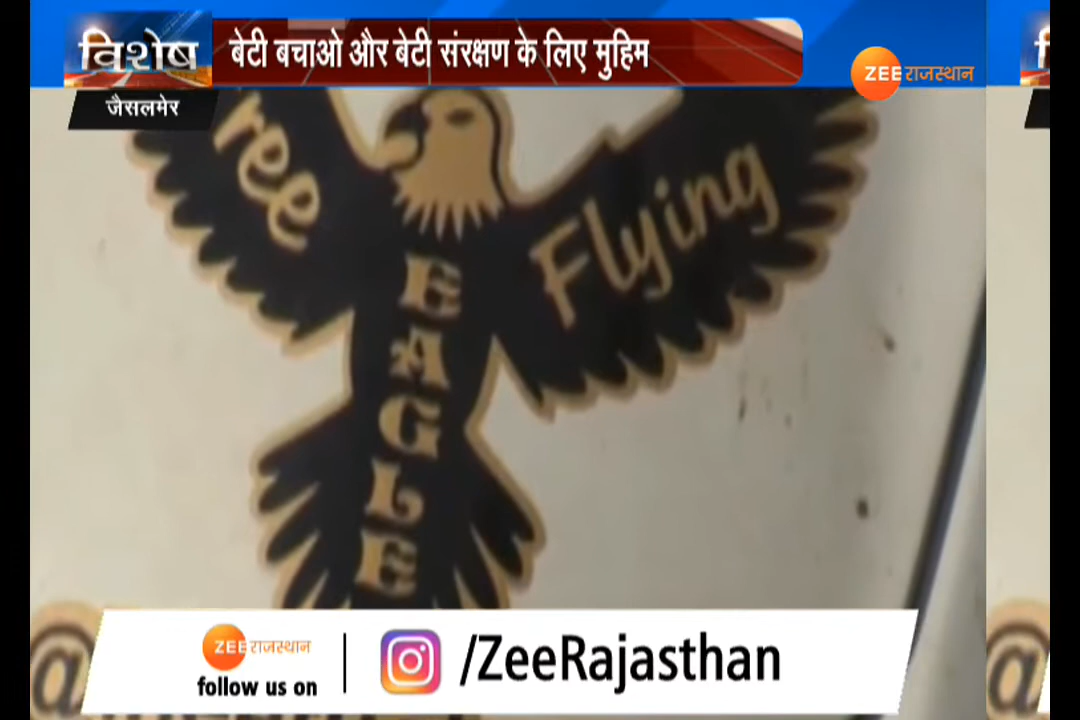 विशेष
बेटी बचाओ और बेटी संरक्षण के लिए मुहिम
ZEE राजस्थान
जैसलमेर
ree
Flying
EAGLE
ZEE राजस्थान
follow us on
/ZeeRajasthan
@